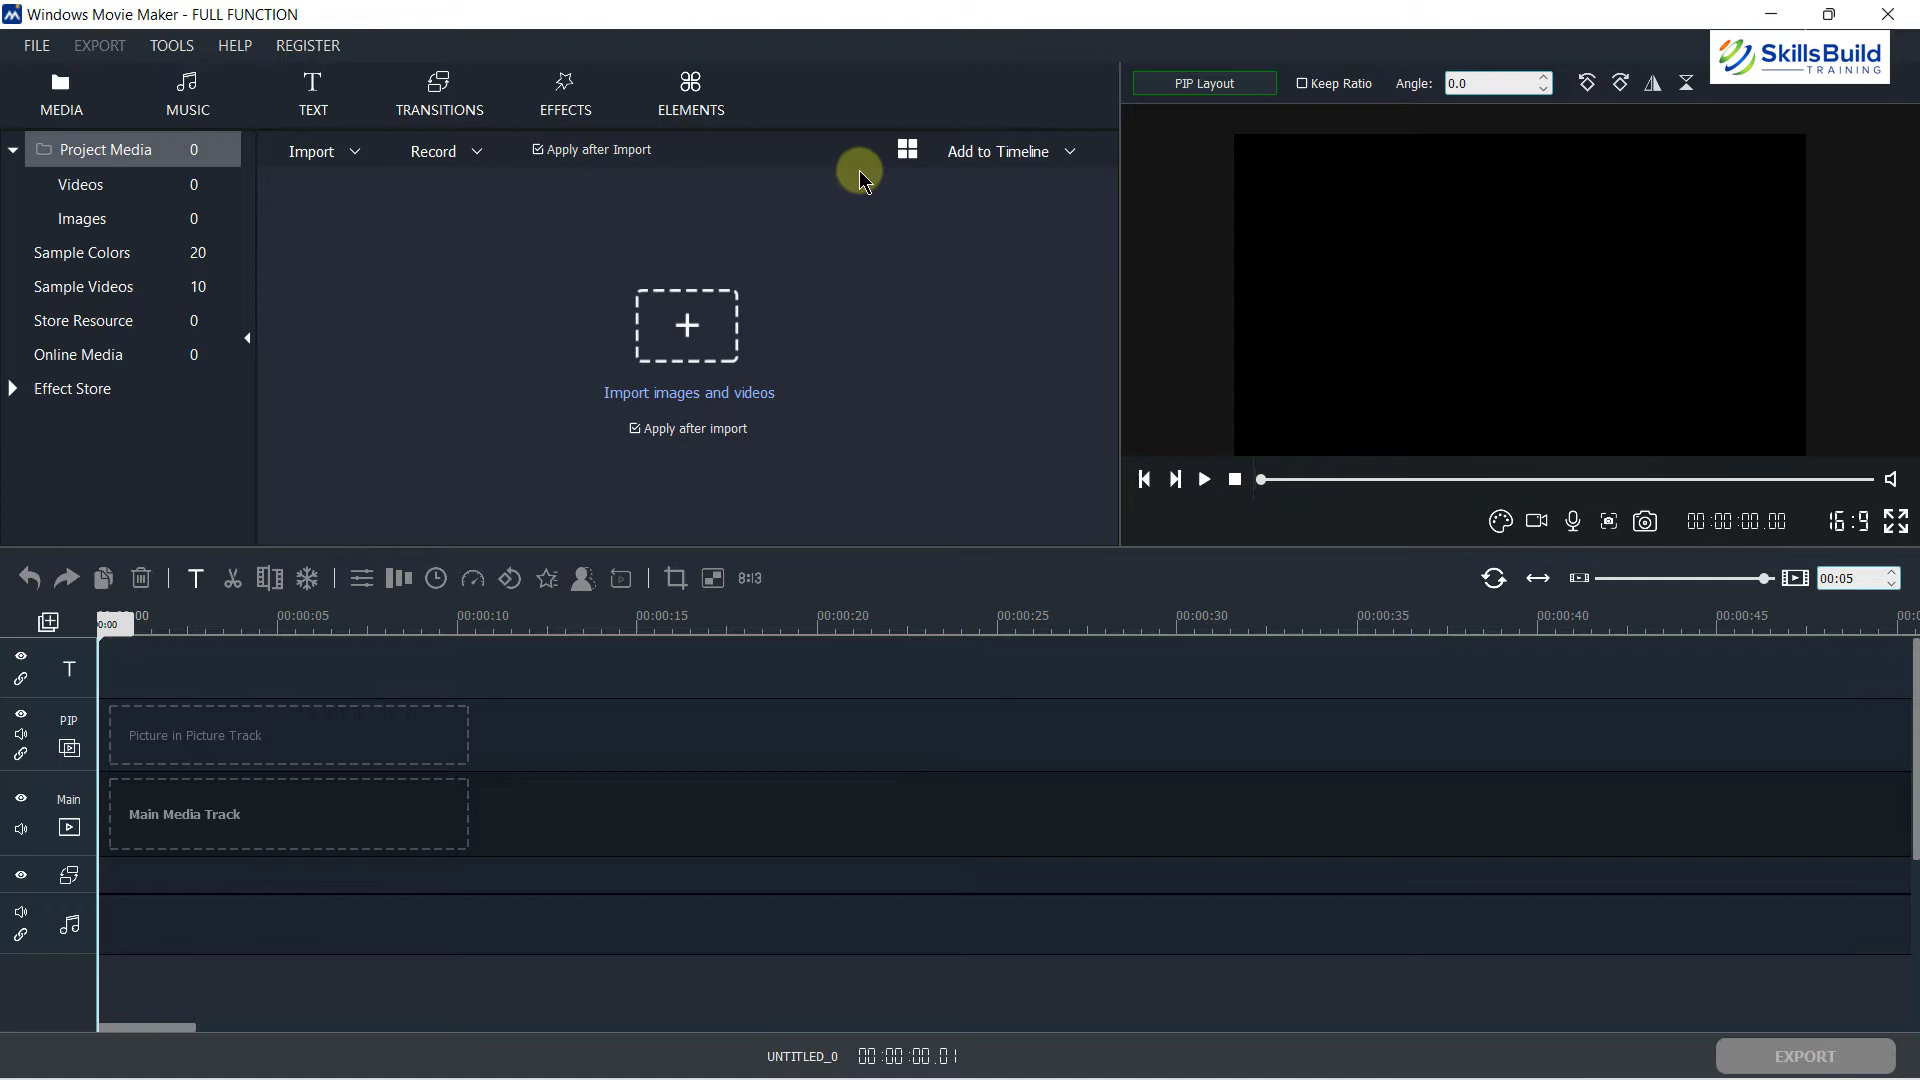 Windows Movie Maker - FULL FUNCTION
FILE EXPORT TOOLS HELP REGISTER
SkillsBuild
TRAINING
MEDIA MUSIC TEXT TRANSITIONS EFFECTS ELEMENTS
PIP Layout Keep Ratio Angle: 0.0
Project Media 0
Videos 0
Images 0
Sample Colors 20
Sample Videos 10
Store Resource 0
Online Media 0
Effect Store
Import Record Apply after Import Add to Timeline
Import images and videos
Apply after import
00:00:00.00 16:9
T 8:13 00:05
0:00 00:00:05 00:00:10 00:00:15 00:00:20 00:00:25 00:00:30 00:00:35 00:00:40 00:00:45
T
PIP
Picture in Picture Track
Main
Main Media Track
UNTITLED_0 00:00:00.01
EXPORT